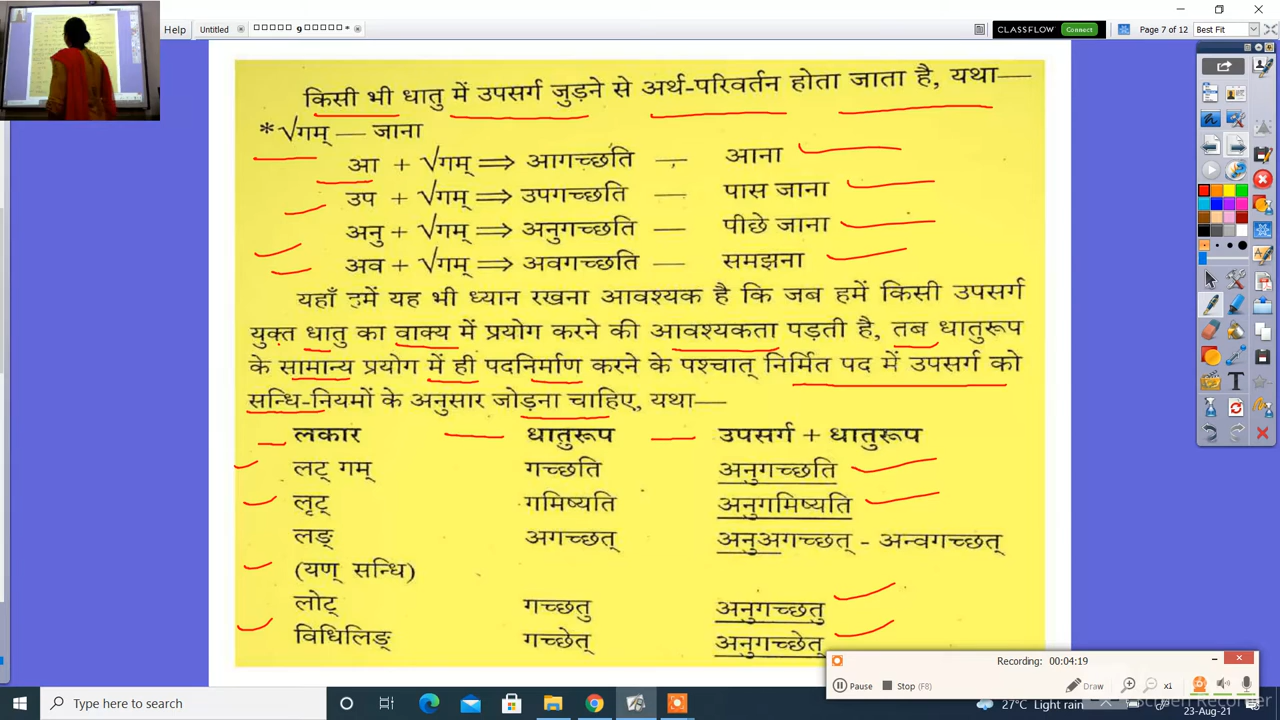 Help
Untitled
9
CLASSFLOW Connect
Page 7 of 12
Best Fit
किसी भी धातु में उपसर्ग जुड़ने से अर्थ-परिवर्तन होता जाता है, यथा—
*√गम् — जाना
आ + √गम् ⇒ आगच्छति — आना
उप + √गम् ⇒ उपगच्छति — पास जाना
अनु + √गम् ⇒ अनुगच्छति — पीछे जाना
अव + √गम् ⇒ अवगच्छति — समझना
यहाँ हमें यह भी ध्यान रखना आवश्यक है कि जब हमें किसी उपसर्ग
युक्त धातु का वाक्य में प्रयोग करने की आवश्यकता पड़ती है, तब धातुरूप
के सामान्य प्रयोग में ही पदनिर्माण करने के पश्चात् निर्मित पद में उपसर्ग को
सन्धि-नियमों के अनुसार जोड़ना चाहिए, यथा—
लकार धातुरूप उपसर्ग + धातुरूप
लट् गम् गच्छति अनुगच्छति
लृट् गमिष्यति अनुगमिष्यति
लङ् अगच्छत् अनुअगच्छत् - अन्वगच्छत्
(यण् सन्धि)
लोट् गच्छतु अनुगच्छतु
विधिलिङ् गच्छेत् अनुगच्छेत्
Recording: 00:04:19
Pause Stop (F8) Draw x1
Type here to search
27°C Light rain
23-Aug-21